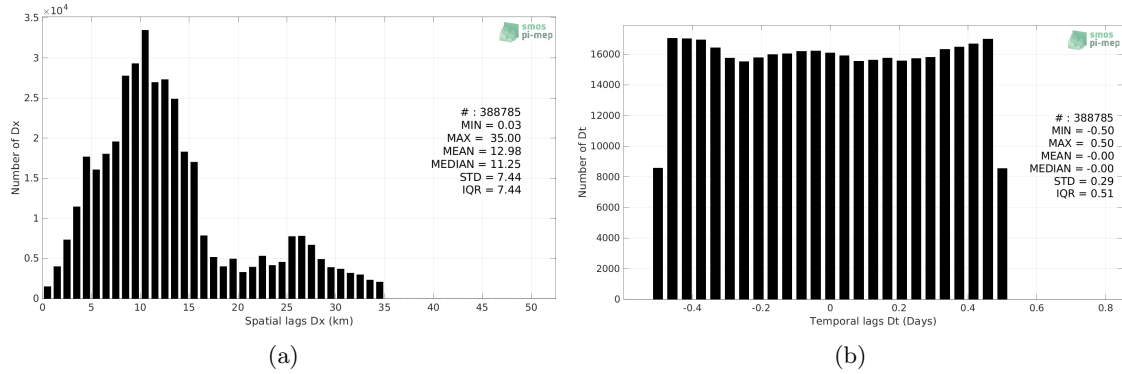 ×10⁴
3.5
3
2.5
2
1.5
1
0.5
0
Number of Dx
smos
pi-mep
# : 388785
MIN = 0.03
MAX = 35.00
MEAN = 12.98
MEDIAN = 11.25
STD = 7.44
IQR = 7.44
0 5 10 15 20 25 30 35 40 45 50
Spatial lags Dx (km)
(a)
16000
14000
12000
10000
8000
6000
4000
2000
0
Number of Dt
smos
pi-mep
# : 388785
MIN = -0.50
MAX = 0.50
MEAN = -0.00
MEDIAN = -0.00
STD = 0.29
IQR = 0.51
-0.4 -0.2 0 0.2 0.4 0.6 0.8
Temporal lags Dt (Days)
(b)